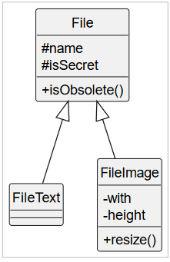 File
#name
#isSecret
+isObsolete()
FileText
FileImage
-with
-height
+resize()